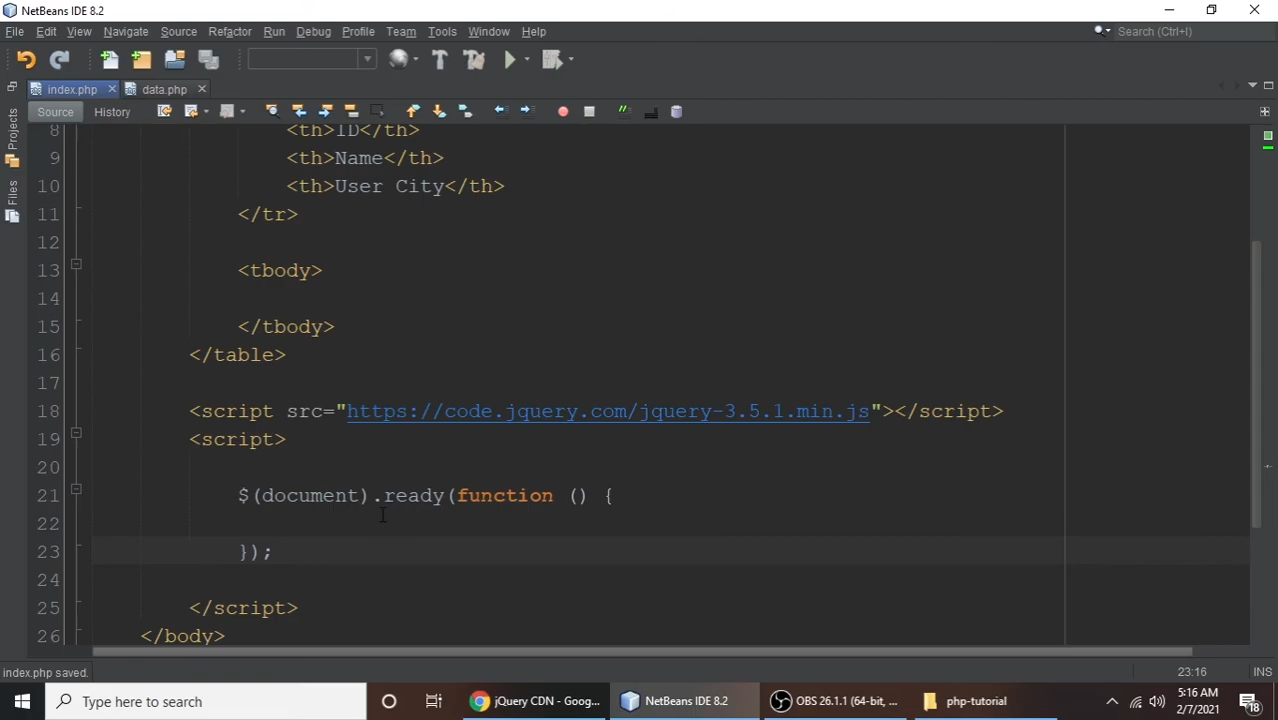 NetBeans IDE 8.2
File Edit View Navigate Source Refactor Run Debug Profile Team Tools Window Help
Search (Ctrl+I)
index.php data.php
Source History
Projects
Files
8 <th>ID</th>
9 <th>Name</th>
10 <th>User City</th>
11 </tr>
12
13 <tbody>
14
15 </tbody>
16 </table>
17
18 <script src="https://code.jquery.com/jquery-3.5.1.min.js"></script>
19 <script>
20
21 $(document).ready(function () {
22
23 });
24
25 </script>
26 </body>
index.php saved. 23:16 INS
Type here to search
jQuery CDN - Goog...
NetBeans IDE 8.2
OBS 26.1.1 (64-bit, ...
php-tutorial
5:16 AM
2/7/2021
18